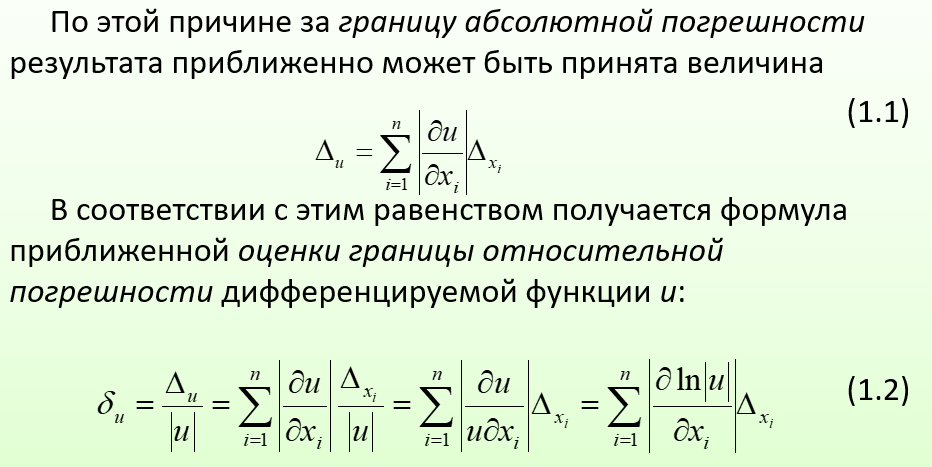 По этой причине за границу абсолютной погрешности
результата приближенно может быть принята величина
(1.1)
$\Delta_u = \sum_{i=1}^{n} \left| \frac{\partial u}{\partial x_i} \right| \Delta_{x_i}$
В соответствии с этим равенством получается формула
приближенной оценки границы относительной
погрешности дифференцируемой функции u:
$\delta_u = \frac{\Delta_u}{|u|} = \sum_{i=1}^{n} \left| \frac{\partial u}{\partial x_i} \right| \frac{\Delta_{x_i}}{|u|} = \sum_{i=1}^{n} \left| \frac{\partial u}{u \partial x_i} \right| \Delta_{x_i} = \sum_{i=1}^{n} \left| \frac{\partial \ln |u|}{\partial x_i} \right| \Delta_{x_i}$ (1.2)